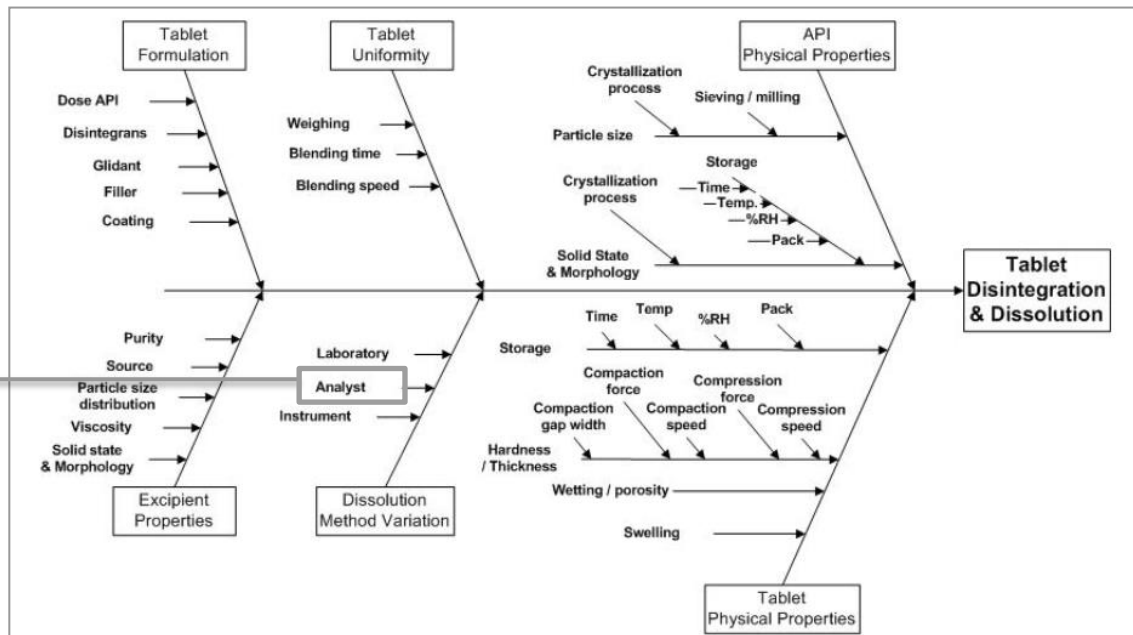 Tablet
Formulation
Tablet
Uniformity
API
Physical Properties
Dose API
Disintegrans
Glidant
Filler
Coating
Weighing
Blending time
Blending speed
Crystallization
process
Sieving / milling
Particle size
Storage
Time
Temp.
%RH
Pack
Crystallization
process
Solid State
& Morphology
Tablet
Disintegration
& Dissolution
Purity
Source
Particle size
distribution
Viscosity
Solid state
& Morphology
Excipient
Properties
Laboratory
Analyst
Instrument
Dissolution
Method Variation
Time
Temp
%RH
Pack
Storage
Compaction
force
Compression
force
Compaction
gap width
Compaction
speed
Compression
speed
Hardness
/ Thickness
Wetting / porosity
Swelling
Tablet
Physical Properties